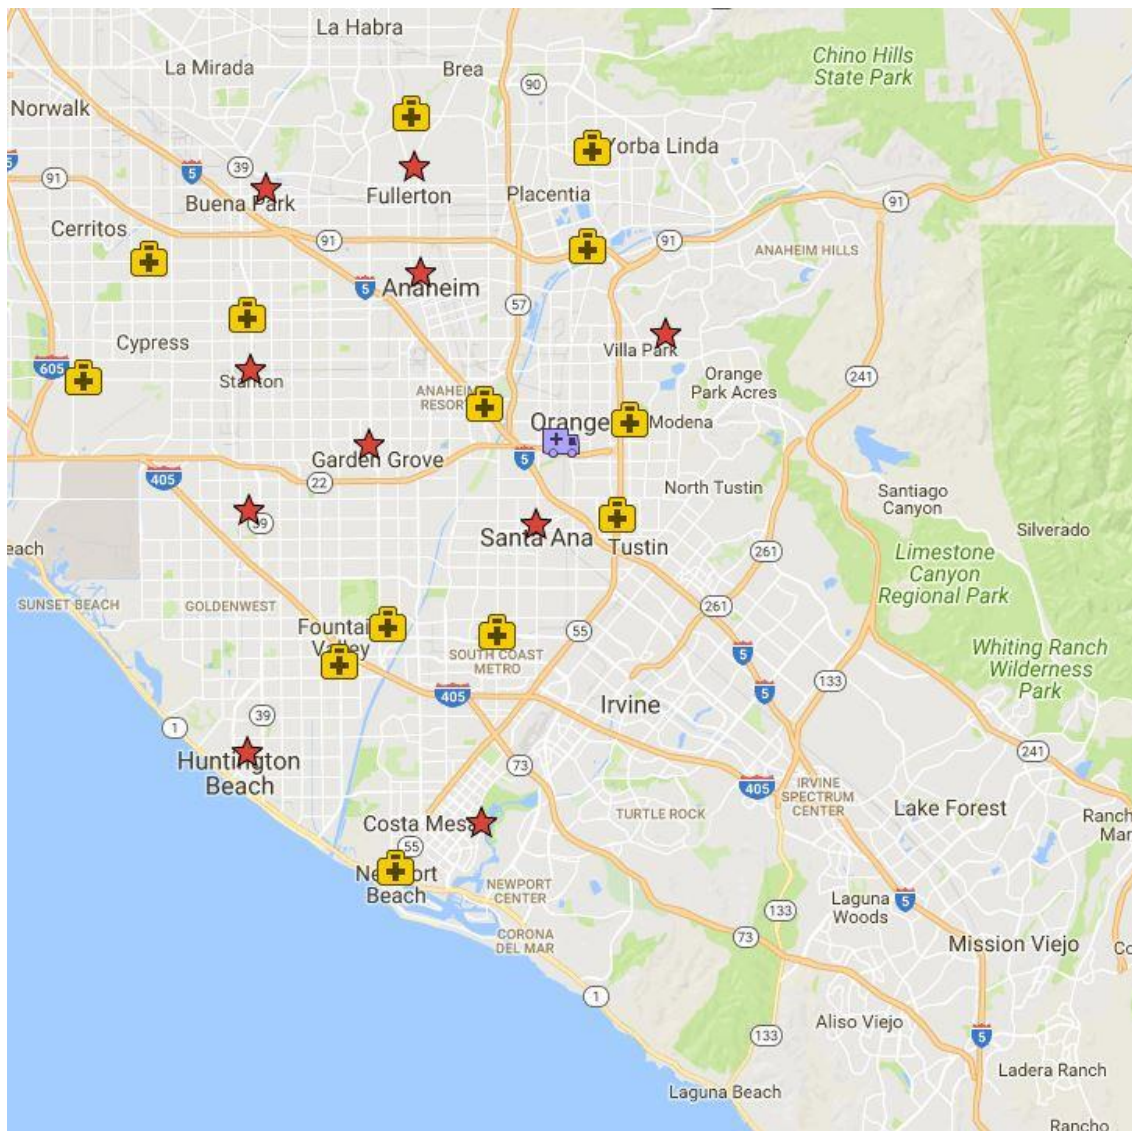 La Habra
La Mirada
Brea
Chino Hills
State Park
90
Norwalk
Yorba Linda
5
39
5
91
Fullerton
Placentia
Buena Park
91
Cerritos
91
91
ANAHEIM HILLS
5
Anaheim
57
Cypress
Villa Park
605
Stanton
Orange
Park Acres
241
ANAHEIM
RESORT
Orange
Modena
5
Garden Grove
405
22
North Tustin
Santiago
Canyon
39
Santa Ana
Silverado
each
Tustin
261
Limestone
Canyon
Regional Park
SUNSET BEACH
GOLDENWEST
261
Fountain
Valley
55
SOUTH COAST
METRO
5
Whiting Ranch
Wilderness
Park
405
133
5
Irvine
39
1
241
Huntington
Beach
73
405
IRVINE
SPECTRUM
CENTER
Lake Forest
TURTLE ROCK
Ranch
Mar
Costa Mesa
55
Newport
Beach
NEWPORT
CENTER
Laguna
Woods
5
133
CORONA
DEL MAR
73
Mission Viejo
Co
1
Aliso Viejo
133
5
Ladera Ranch
Laguna Beach
Rancho